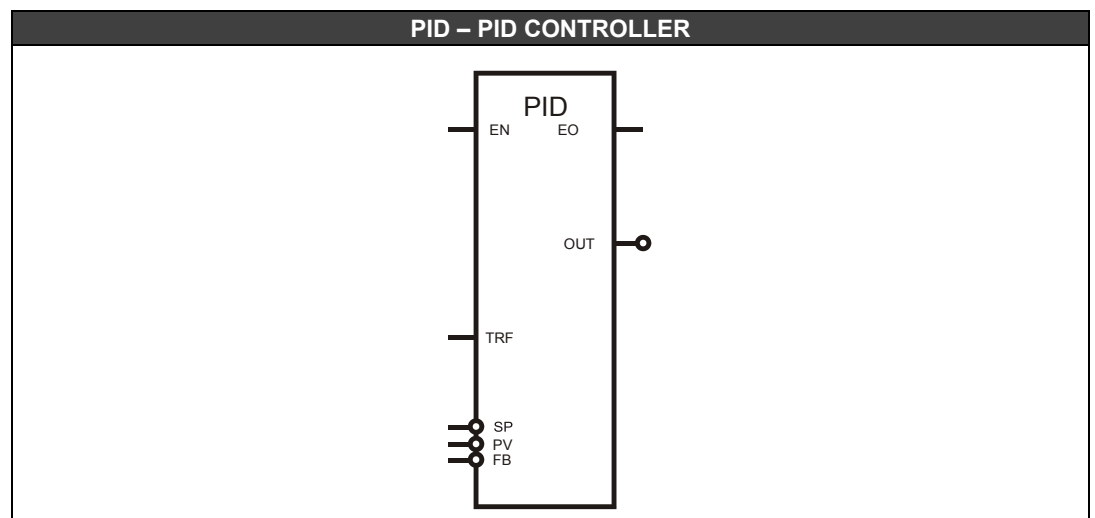 PID – PID CONTROLLER
PID
EN EO
OUT
TRF
SP
PV
FB